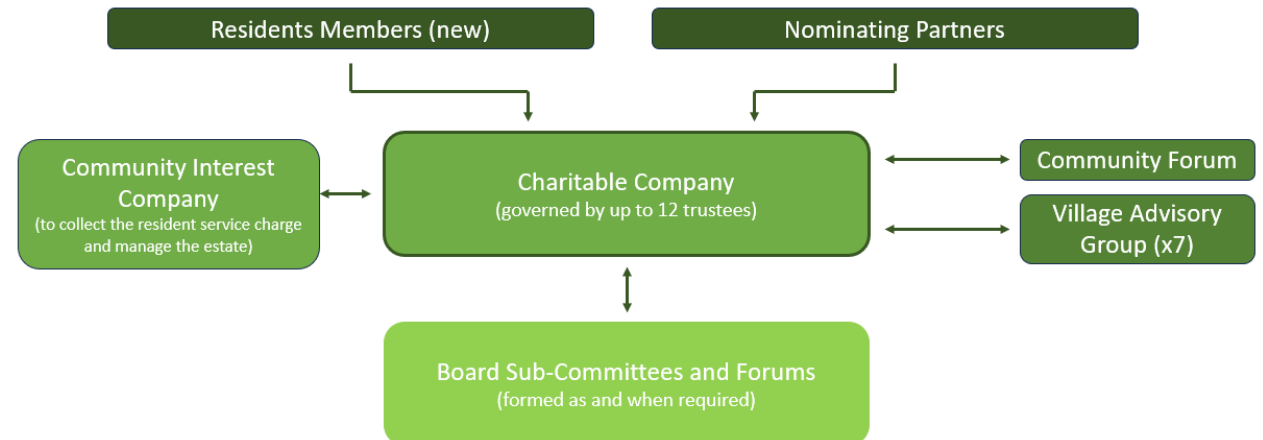 Residents Members (new)
Nominating Partners
Community Interest
Company
(to collect the resident service charge
and manage the estate)
Charitable Company
(governed by up to 12 trustees)
Community Forum
Village Advisory
Group (x7)
Board Sub-Committees and Forums
(formed as and when required)